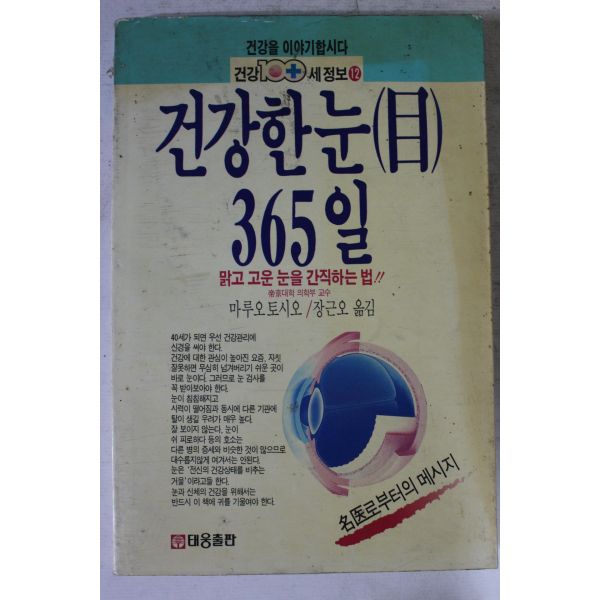 건강을 이야기합시다
건강100+세정보12
건강한눈(目)
365일
맑고 고운 눈을 간직하는 법!!
帝京대학 의학부 교수
마루오 토시오/장근오 옮김
40세가 되면 우선 건강관리에
신경을 써야 한다.
건강에 대한 관심이 높아진 요즘, 자칫
잘못하면 무심히 넘겨버리기 쉬운 곳이
바로 눈이다. 그러므로 눈 검사를
꼭 받아보아야 한다.
눈이 침침해지고
시력이 떨어짐과 동시에 다른 기관에
탈이 생길 우려가 매우 높다.
잘 보이지 않는다, 눈이
쉬 피로하다 등의 호소는
다른 병의 증세와 비슷한 것이 많으므로
대수롭지않게 여겨서는 안된다.
눈은 '전신의 건강상태를 비추는
거울'이라고들 한다.
눈과 신체의 건강을 위해서는
반드시 이 책에 귀를 기울여야 한다.
名医로부터의 메시지
태웅출판